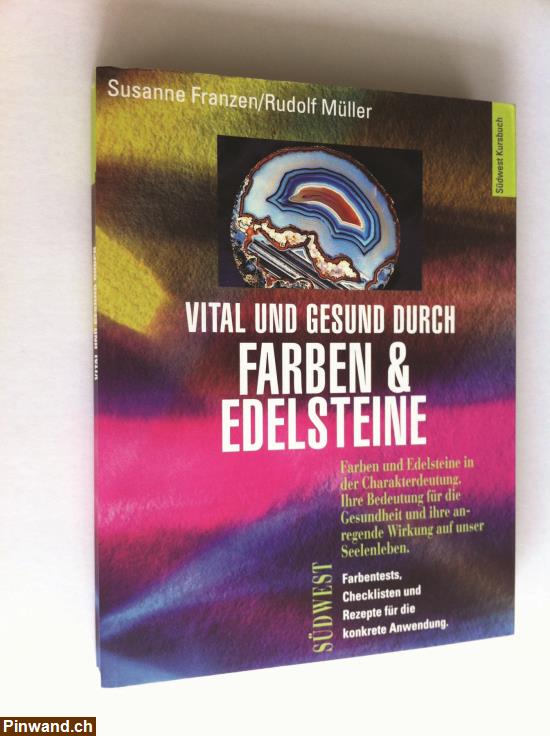 Susanne Franzen/Rudolf Müller
Südwest Kursbuch
VITAL UND GESUND DURCH
FARBEN &
EDELSTEINE
Farben und Edelsteine in
der Charakterdeutung.
Ihre Bedeutung für die
Gesundheit und ihre an-
regende Wirkung auf unser
Seelenleben.
SÜDWEST
Farbentests,
Checklisten und
Rezepte für die
konkrete Anwendung.
VITAL UND
Pinwand.ch